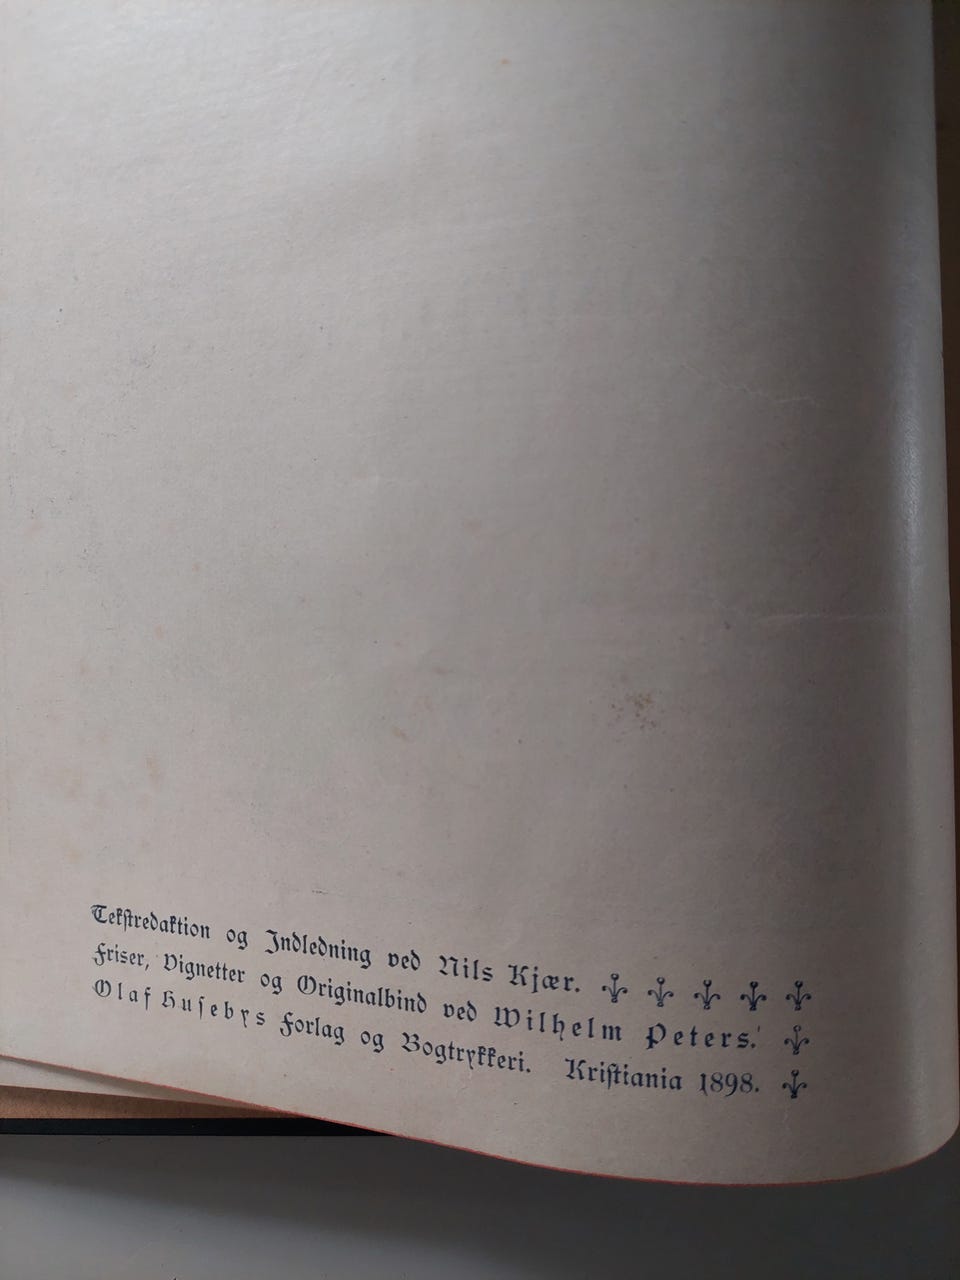 Tekstredaktion og Indledning ved Nils Kjær.
Friser, Vignetter og Originalbind ved Wilhelm Peters.
Olaf Husebys Forlag og Bogtrykkeri. Kristiania 1898.